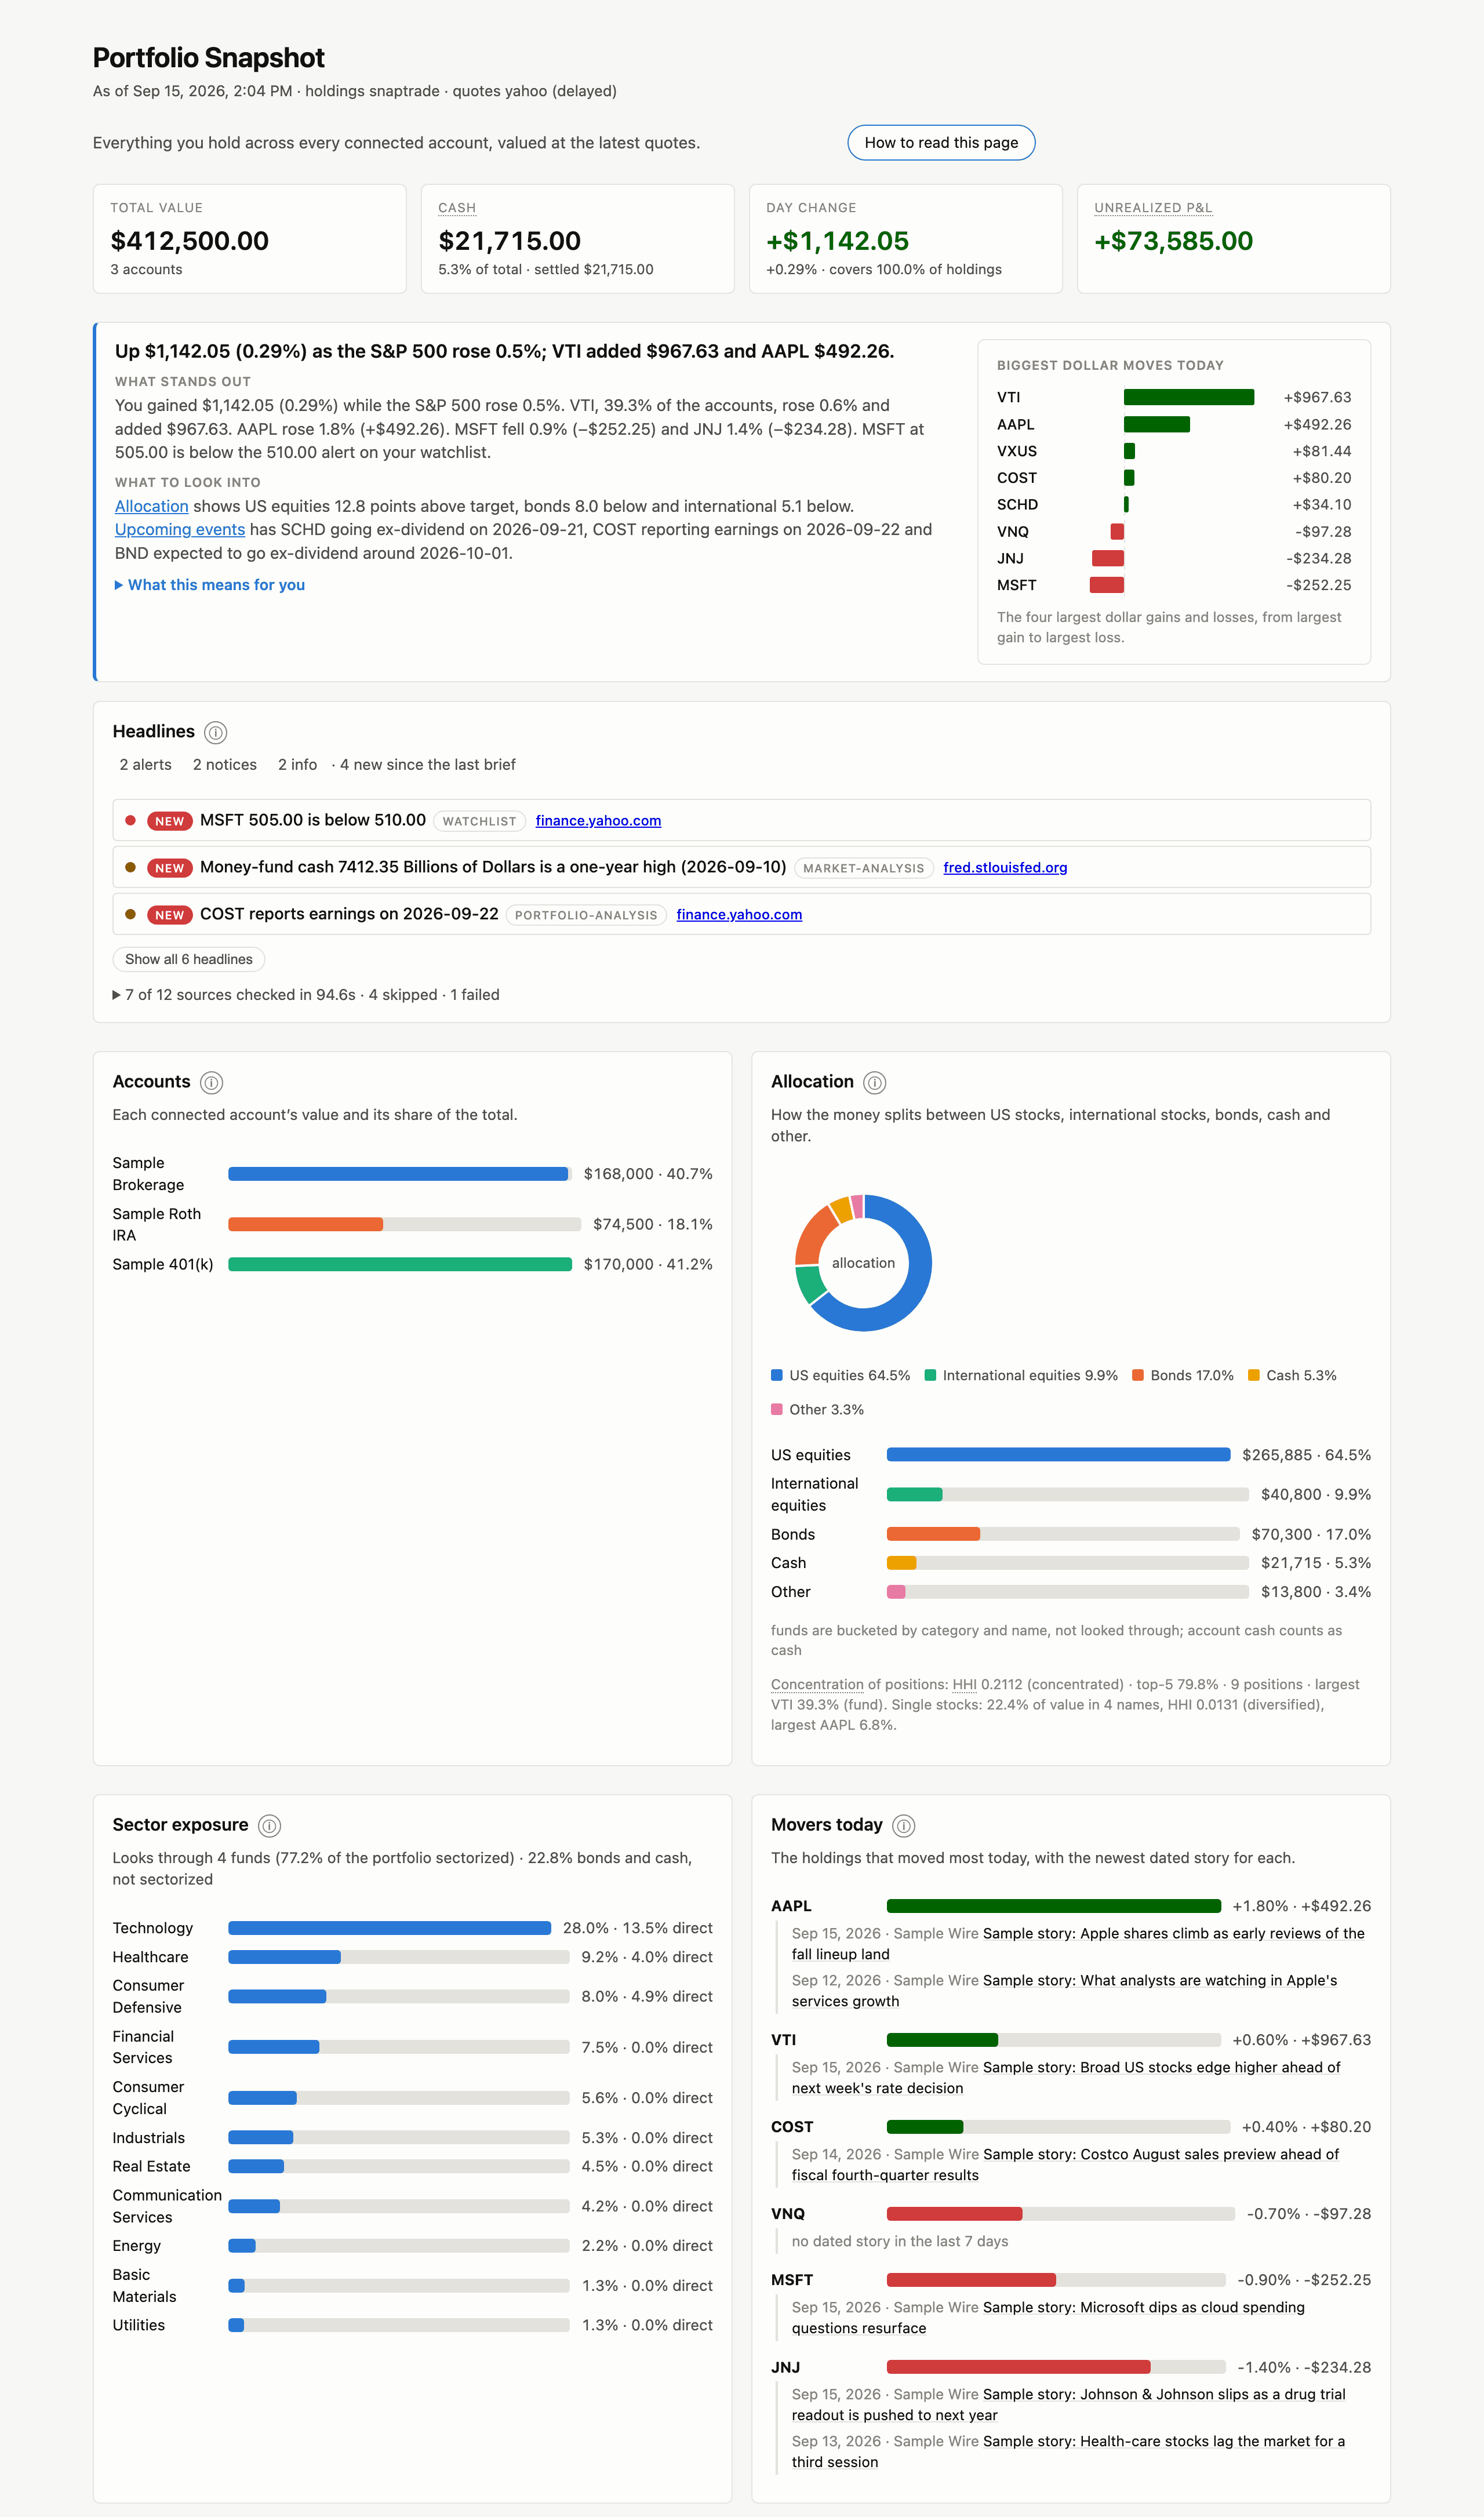 Portfolio Snapshot
As of Sep 15, 2026, 2:04 PM · holdings snaptrade · quotes yahoo (delayed)
Everything you hold across every connected account, valued at the latest quotes.
How to read this page
TOTAL VALUE
$412,500.00
3 accounts
CASH
$21,715.00
5.3% of total · settled $21,715.00
DAY CHANGE
+$1,142.05
+0.29% · covers 100.0% of holdings
UNREALIZED P&L
+$73,585.00
Up $1,142.05 (0.29%) as the S&P 500 rose 0.5%; VTI added $967.63 and AAPL $492.26.
WHAT STANDS OUT
You gained $1,142.05 (0.29%) while the S&P 500 rose 0.5%. VTI, 39.3% of the accounts, rose 0.6% and
added $967.63. AAPL rose 1.8% (+$492.26). MSFT fell 0.9% (−$252.25) and JNJ 1.4% (−$234.28). MSFT at
505.00 is below the 510.00 alert on your watchlist.
WHAT TO LOOK INTO
Allocation shows US equities 12.8 points above target, bonds 8.0 below and international 5.1 below.
Upcoming events has SCHD going ex-dividend on 2026-09-21, COST reporting earnings on 2026-09-22 and
BND expected to go ex-dividend around 2026-10-01.
What this means for you
BIGGEST DOLLAR MOVES TODAY
VTI +$967.63
AAPL +$492.26
VXUS +$81.44
COST +$80.20
SCHD +$34.10
VNQ -$97.28
JNJ -$234.28
MSFT -$252.25
The four largest dollar gains and losses, from largest
gain to largest loss.
Headlines
2 alerts 2 notices 2 info · 4 new since the last brief
NEW MSFT 505.00 is below 510.00 WATCHLIST finance.yahoo.com
NEW Money-fund cash 7412.35 Billions of Dollars is a one-year high (2026-09-10) MARKET-ANALYSIS fred.stlouisfed.org
NEW COST reports earnings on 2026-09-22 PORTFOLIO-ANALYSIS finance.yahoo.com
Show all 6 headlines
7 of 12 sources checked in 94.6s · 4 skipped · 1 failed
Accounts
Each connected account's value and its share of the total.
Sample
Brokerage
$168,000 · 40.7%
Sample Roth
IRA
$74,500 · 18.1%
Sample 401(k) $170,000 · 41.2%
Allocation
How the money splits between US stocks, international stocks, bonds, cash and
other.
allocation
US equities 64.5% International equities 9.9% Bonds 17.0% Cash 5.3%
Other 3.3%
US equities $265,885 · 64.5%
International
equities
$40,800 · 9.9%
Bonds $70,300 · 17.0%
Cash $21,715 · 5.3%
Other $13,800 · 3.4%
funds are bucketed by category and name, not looked through; account cash counts as
cash
Concentration of positions: HHI 0.2112 (concentrated) · top-5 79.8% · 9 positions · largest
VTI 39.3% (fund). Single stocks: 22.4% of value in 4 names, HHI 0.0131 (diversified),
largest AAPL 6.8%.
Sector exposure
Looks through 4 funds (77.2% of the portfolio sectorized) · 22.8% bonds and cash,
not sectorized
Technology 28.0% · 13.5% direct
Healthcare 9.2% · 4.0% direct
Consumer
Defensive
8.0% · 4.9% direct
Financial
Services
7.5% · 0.0% direct
Consumer
Cyclical
5.6% · 0.0% direct
Industrials 5.3% · 0.0% direct
Real Estate 4.5% · 0.0% direct
Communication
Services
4.2% · 0.0% direct
Energy 2.2% · 0.0% direct
Basic
Materials
1.3% · 0.0% direct
Utilities 1.3% · 0.0% direct
Movers today
The holdings that moved most today, with the newest dated story for each.
AAPL +1.80% · +$492.26
Sep 15, 2026 · Sample Wire Sample story: Apple shares climb as early reviews of the
fall lineup land
Sep 12, 2026 · Sample Wire Sample story: What analysts are watching in Apple's
services growth
VTI +0.60% · +$967.63
Sep 15, 2026 · Sample Wire Sample story: Broad US stocks edge higher ahead of
next week's rate decision
COST +0.40% · +$80.20
Sep 14, 2026 · Sample Wire Sample story: Costco August sales preview ahead of
fiscal fourth-quarter results
VNQ -0.70% · -$97.28
no dated story in the last 7 days
MSFT -0.90% · -$252.25
Sep 15, 2026 · Sample Wire Sample story: Microsoft dips as cloud spending
questions resurface
JNJ -1.40% · -$234.28
Sep 15, 2026 · Sample Wire Sample story: Johnson & Johnson slips as a drug trial
readout is pushed to next year
Sep 13, 2026 · Sample Wire Sample story: Health-care stocks lag the market for a
third session